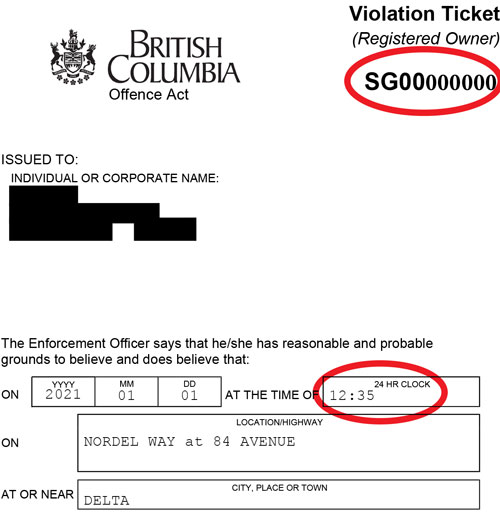 Violation Ticket
(Registered Owner)
SG00000000
BRITISH
COLUMBIA
Offence Act
ISSUED TO:
INDIVIDUAL OR CORPORATE NAME:
The Enforcement Officer says that he/she has reasonable and probable
grounds to believe and does believe that:
YYYY MM DD 24 HR CLOCK
ON 2021 01 01 AT THE TIME OF 12:35
LOCATION/HIGHWAY
ON NORDEL WAY at 84 AVENUE
CITY, PLACE OR TOWN
AT OR NEAR DELTA